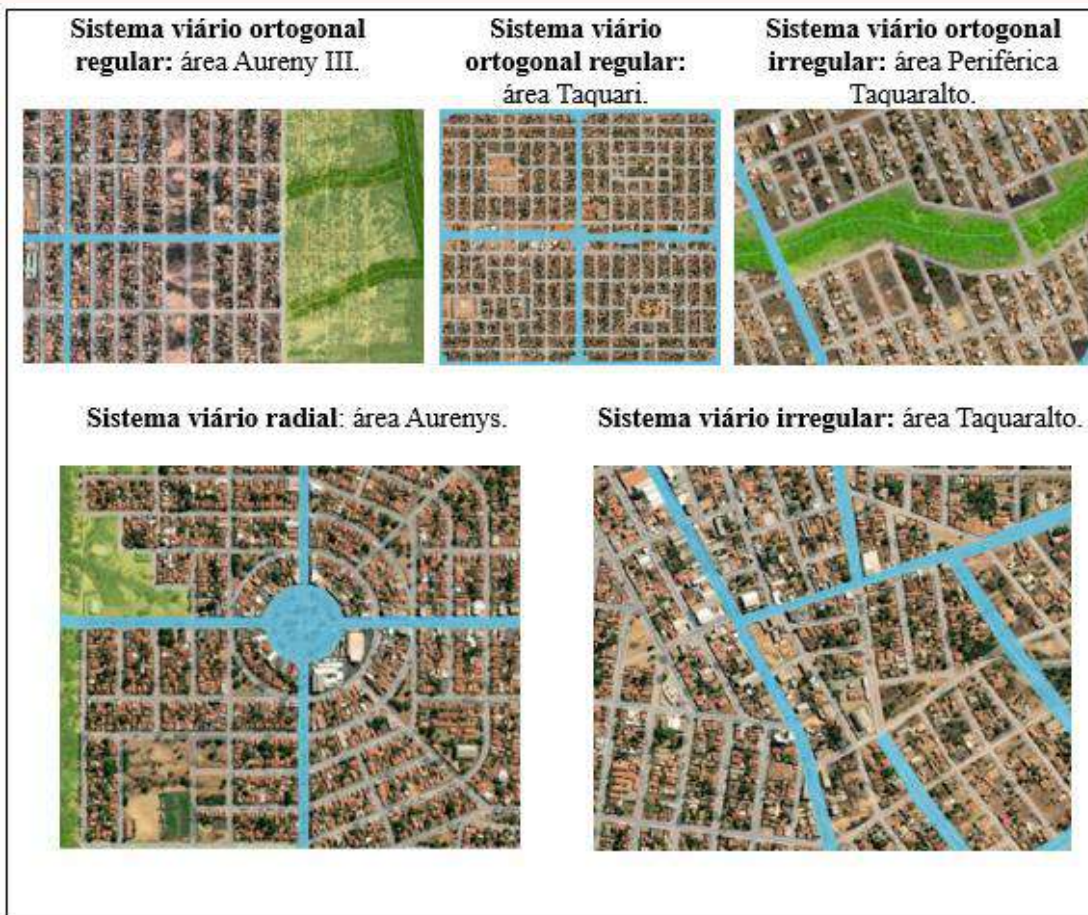 Sistema viário ortogonal
regular: área Aureny III.
Sistema viário
ortogonal regular:
área Taquari.
Sistema viário ortogonal
irregular: área Periférica
Taquaralto.
Sistema viário radial: área Aurenys.
Sistema viário irregular: área Taquaralto.